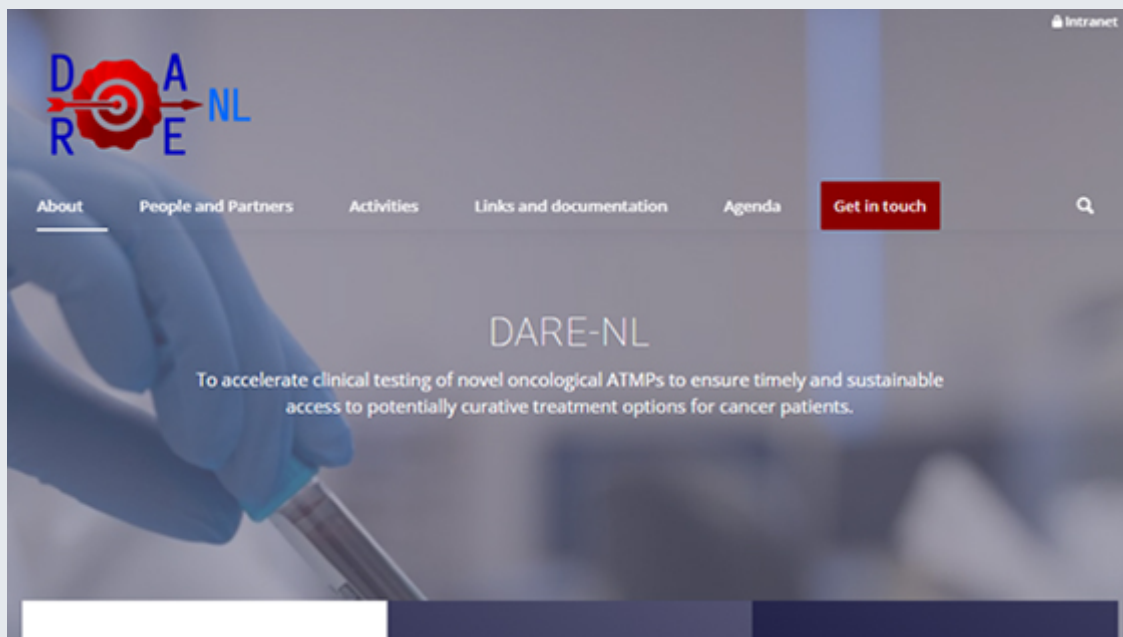 Intranet
D A
R E NL
About People and Partners Activities Links and documentation Agenda Get in touch
DARE-NL
To accelerate clinical testing of novel oncological ATMPs to ensure timely and sustainable
access to potentially curative treatment options for cancer patients.